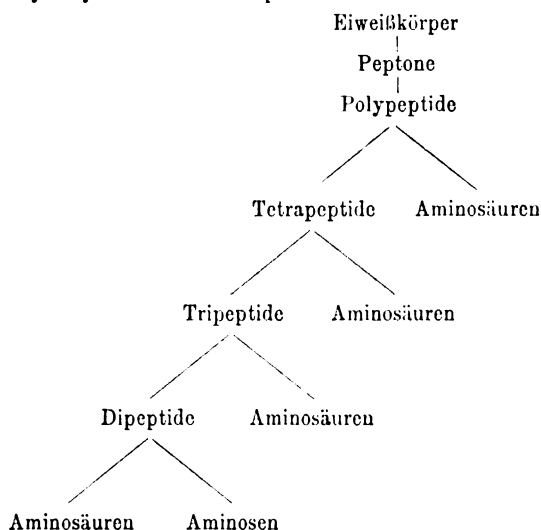 Eiweißkörper
Peptone
Polypeptide
Tetrapeptide Aminosäuren
Tripeptide Aminosäuren
Dipeptide Aminosäuren
Aminosäuren Aminosen